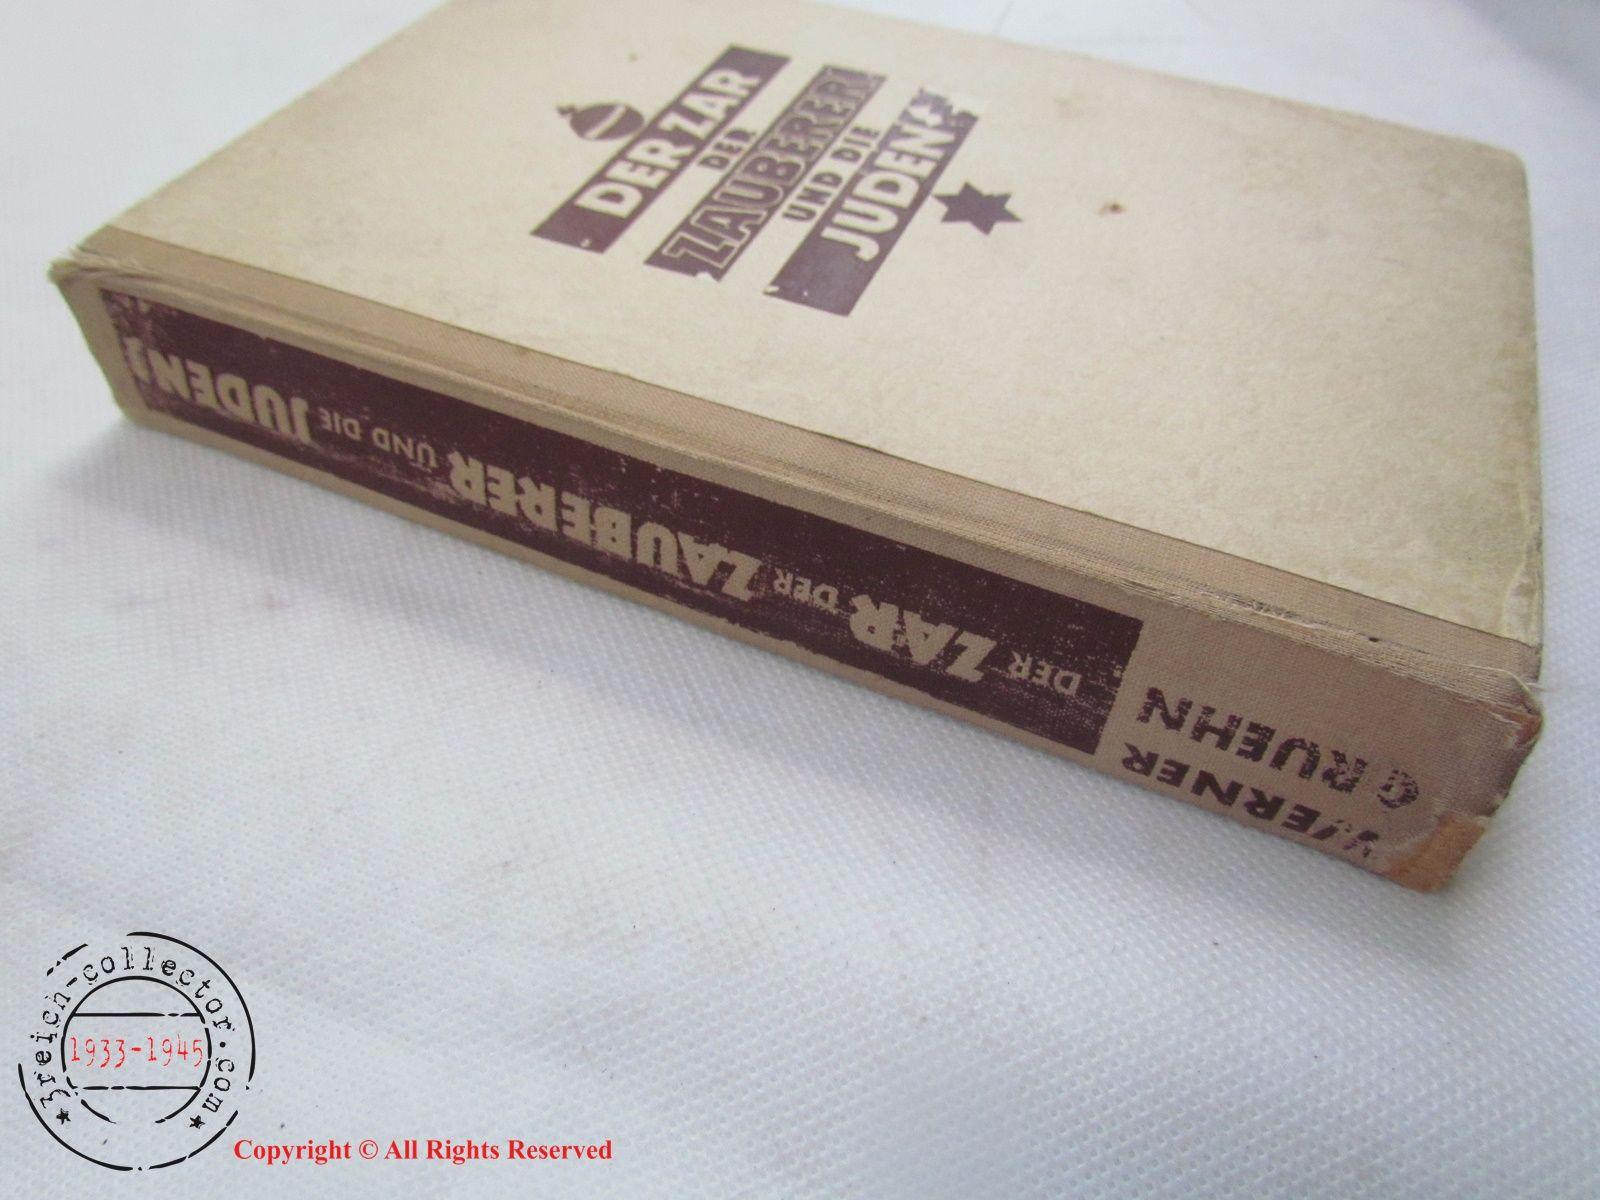 DER ZAR
DER
ZAUBERER
UND DIE
JUDEN
DER ZAR DER ZAUBERER UND DIE JUDEN
WERNER
GRUEHN
3reich-collector.com
1933-1945
Copyright © All Rights Reserved